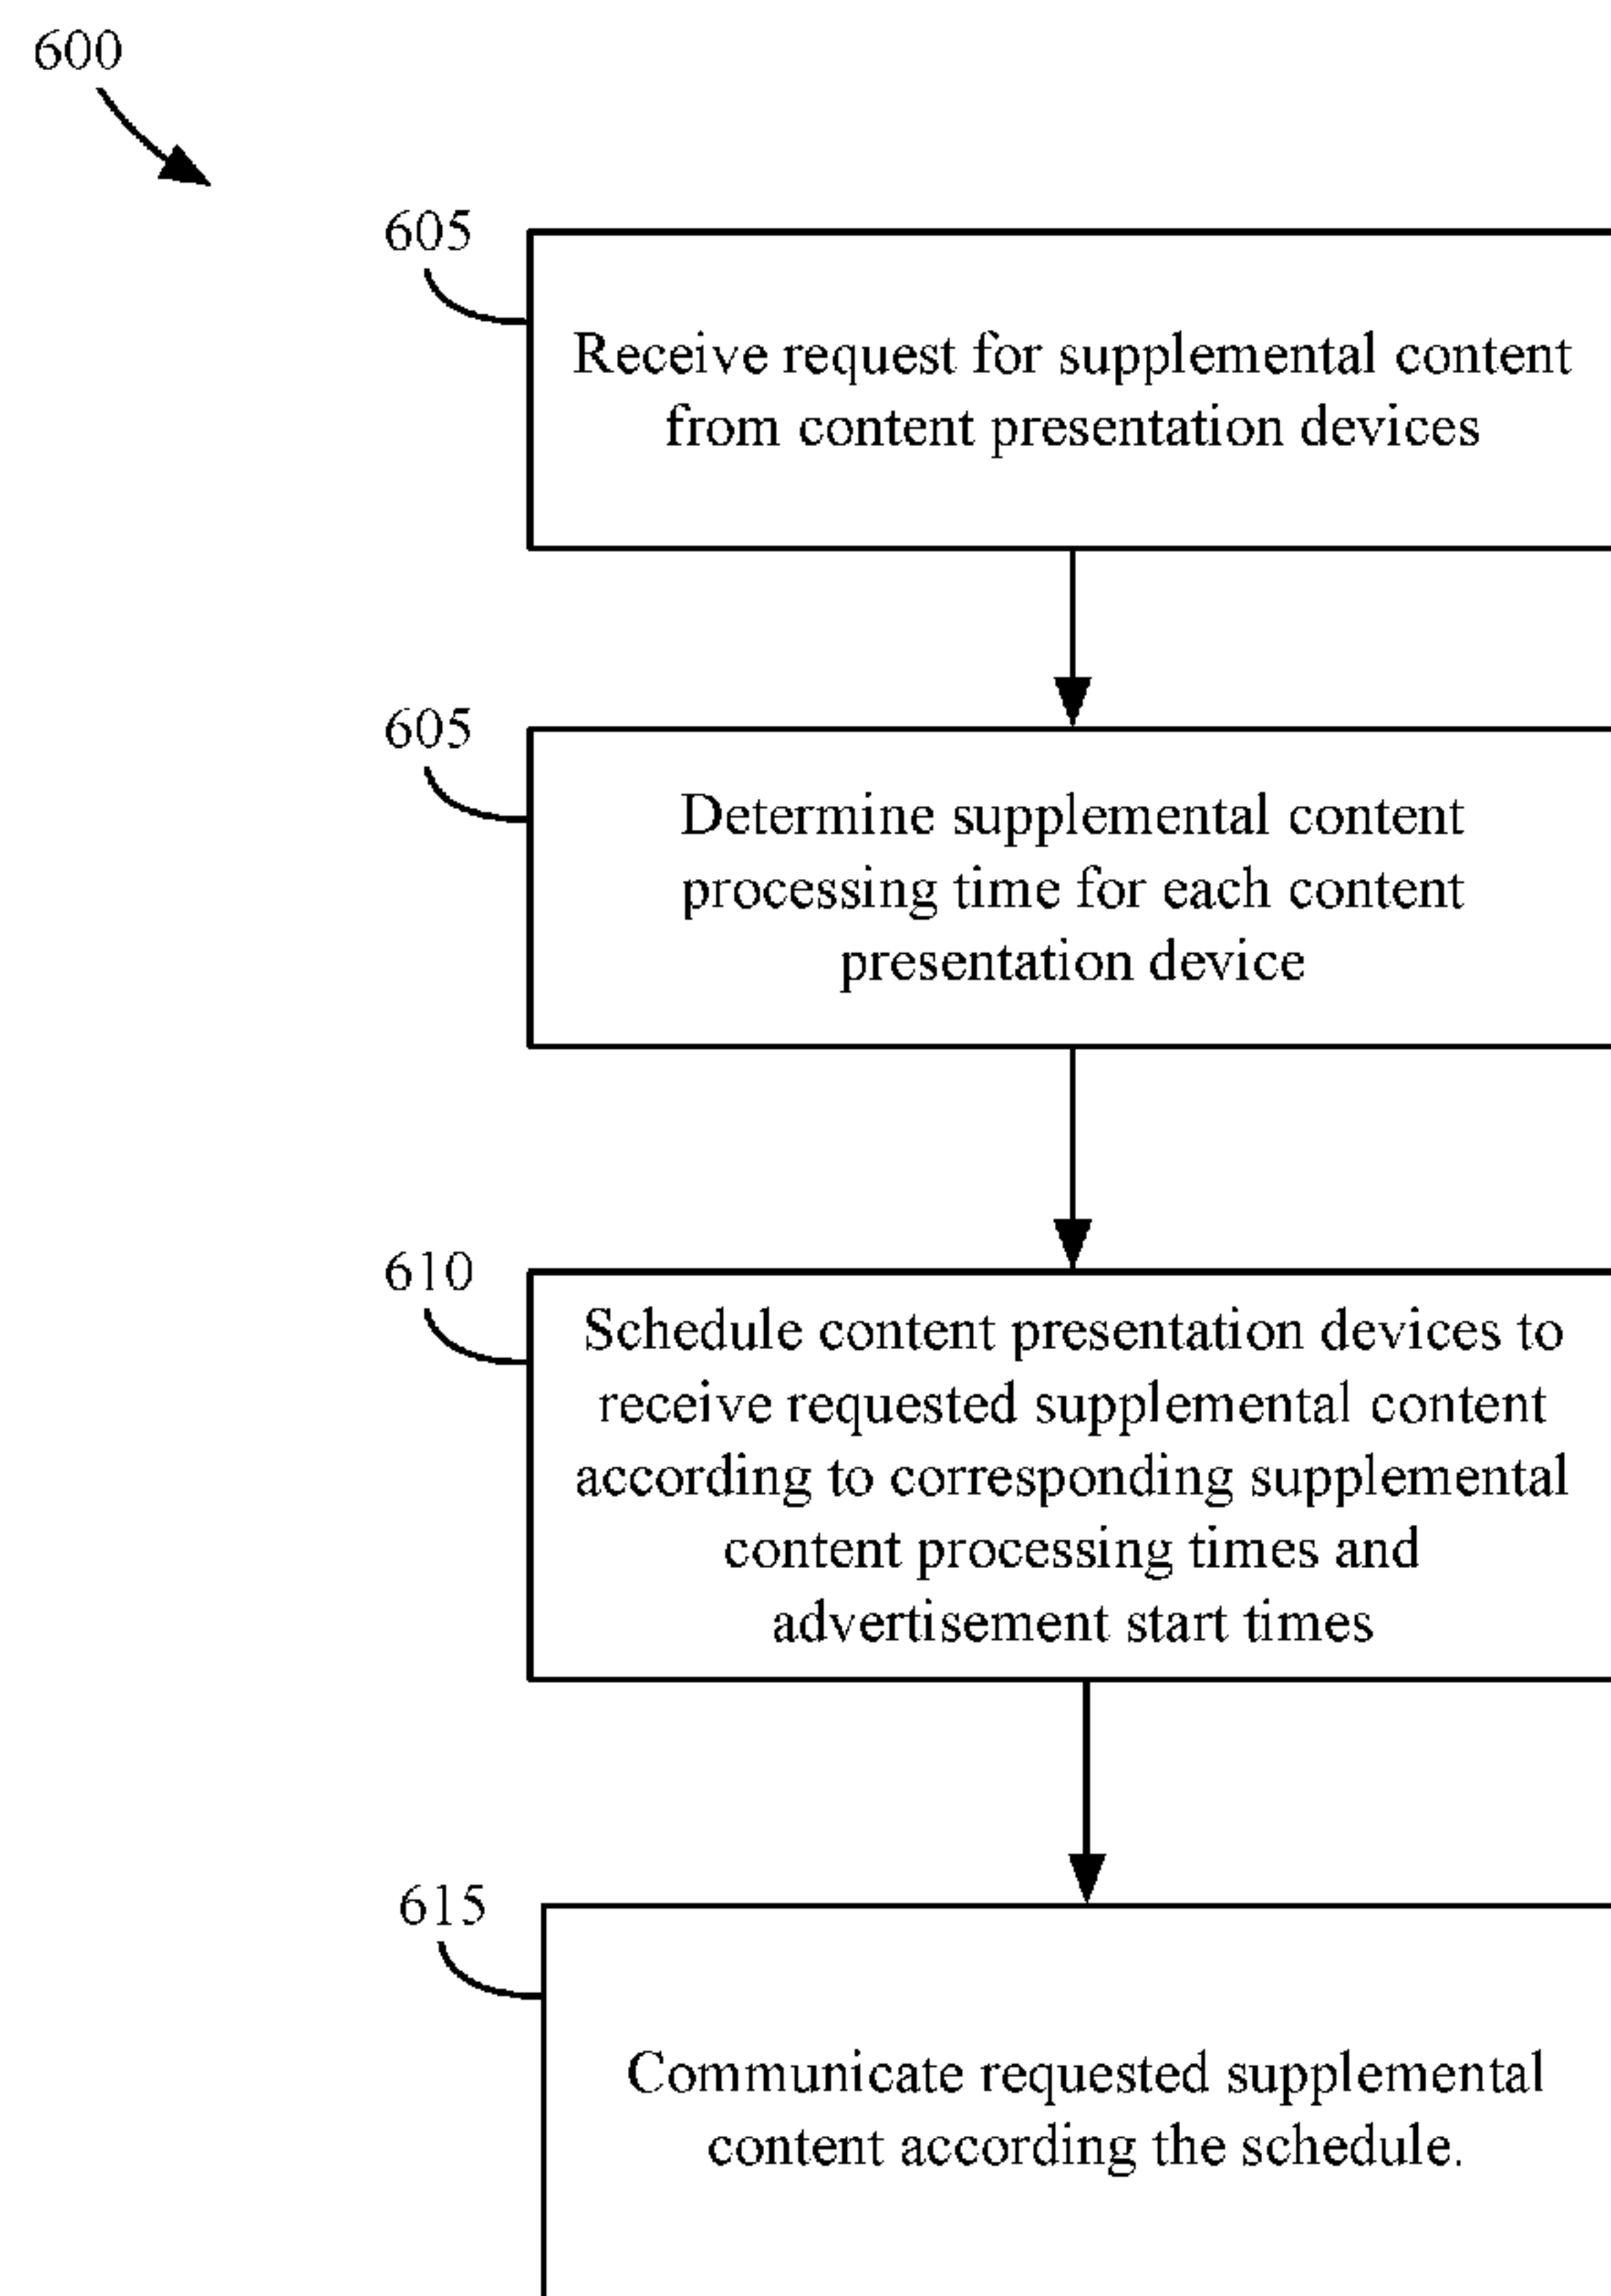 600
605
Receive request for supplemental content
from content presentation devices
605
Determine supplemental content
processing time for each content
presentation device
610
Schedule content presentation devices to
receive requested supplemental content
according to corresponding supplemental
content processing times and
advertisement start times
615
Communicate requested supplemental
content according the schedule.